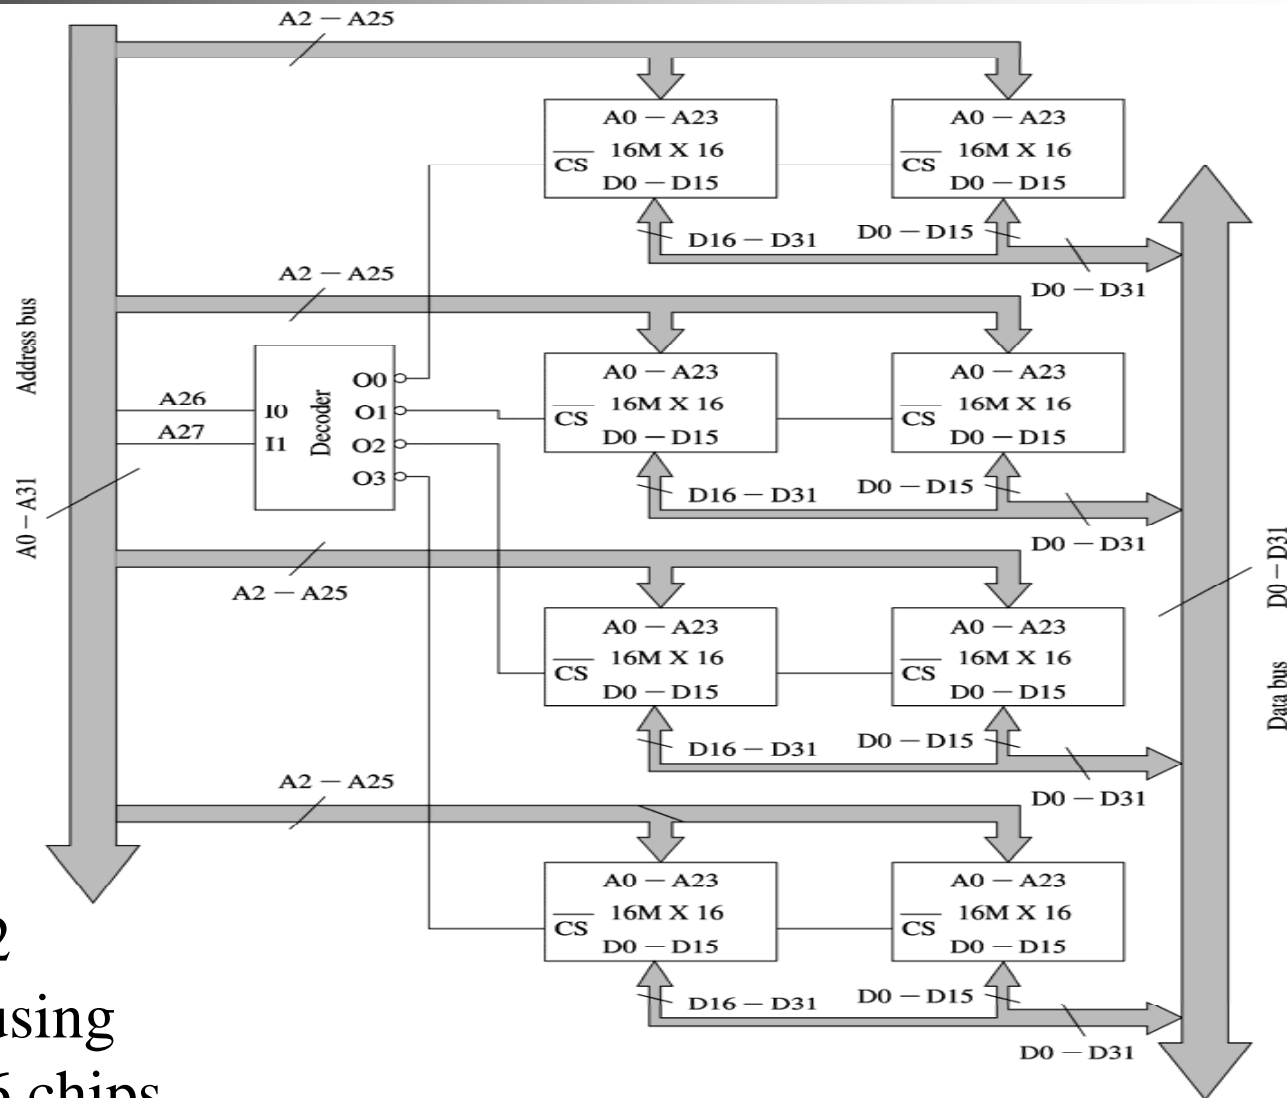 A2 — A25
A0 — A23
16M X 16
CS
D0 — D15
A0 — A23
16M X 16
CS
D0 — D15
D16 — D31
D0 — D15
D0 — D31
A2 — A25
Address bus
A0 — A31
A26
A27
I0
I1
Decoder
O0
O1
O2
O3
A0 — A23
16M X 16
CS
D0 — D15
A0 — A23
16M X 16
CS
D0 — D15
D16 — D31
D0 — D15
D0 — D31
A2 — A25
A0 — A23
16M X 16
CS
D0 — D15
A0 — A23
16M X 16
CS
D0 — D15
D16 — D31
D0 — D15
D0 — D31
D0 — D31
Data bus
A2 — A25
A0 — A23
16M X 16
CS
D0 — D15
A0 — A23
16M X 16
CS
D0 — D15
D16 — D31
D0 — D15
D0 — D31
2
using
6 chips